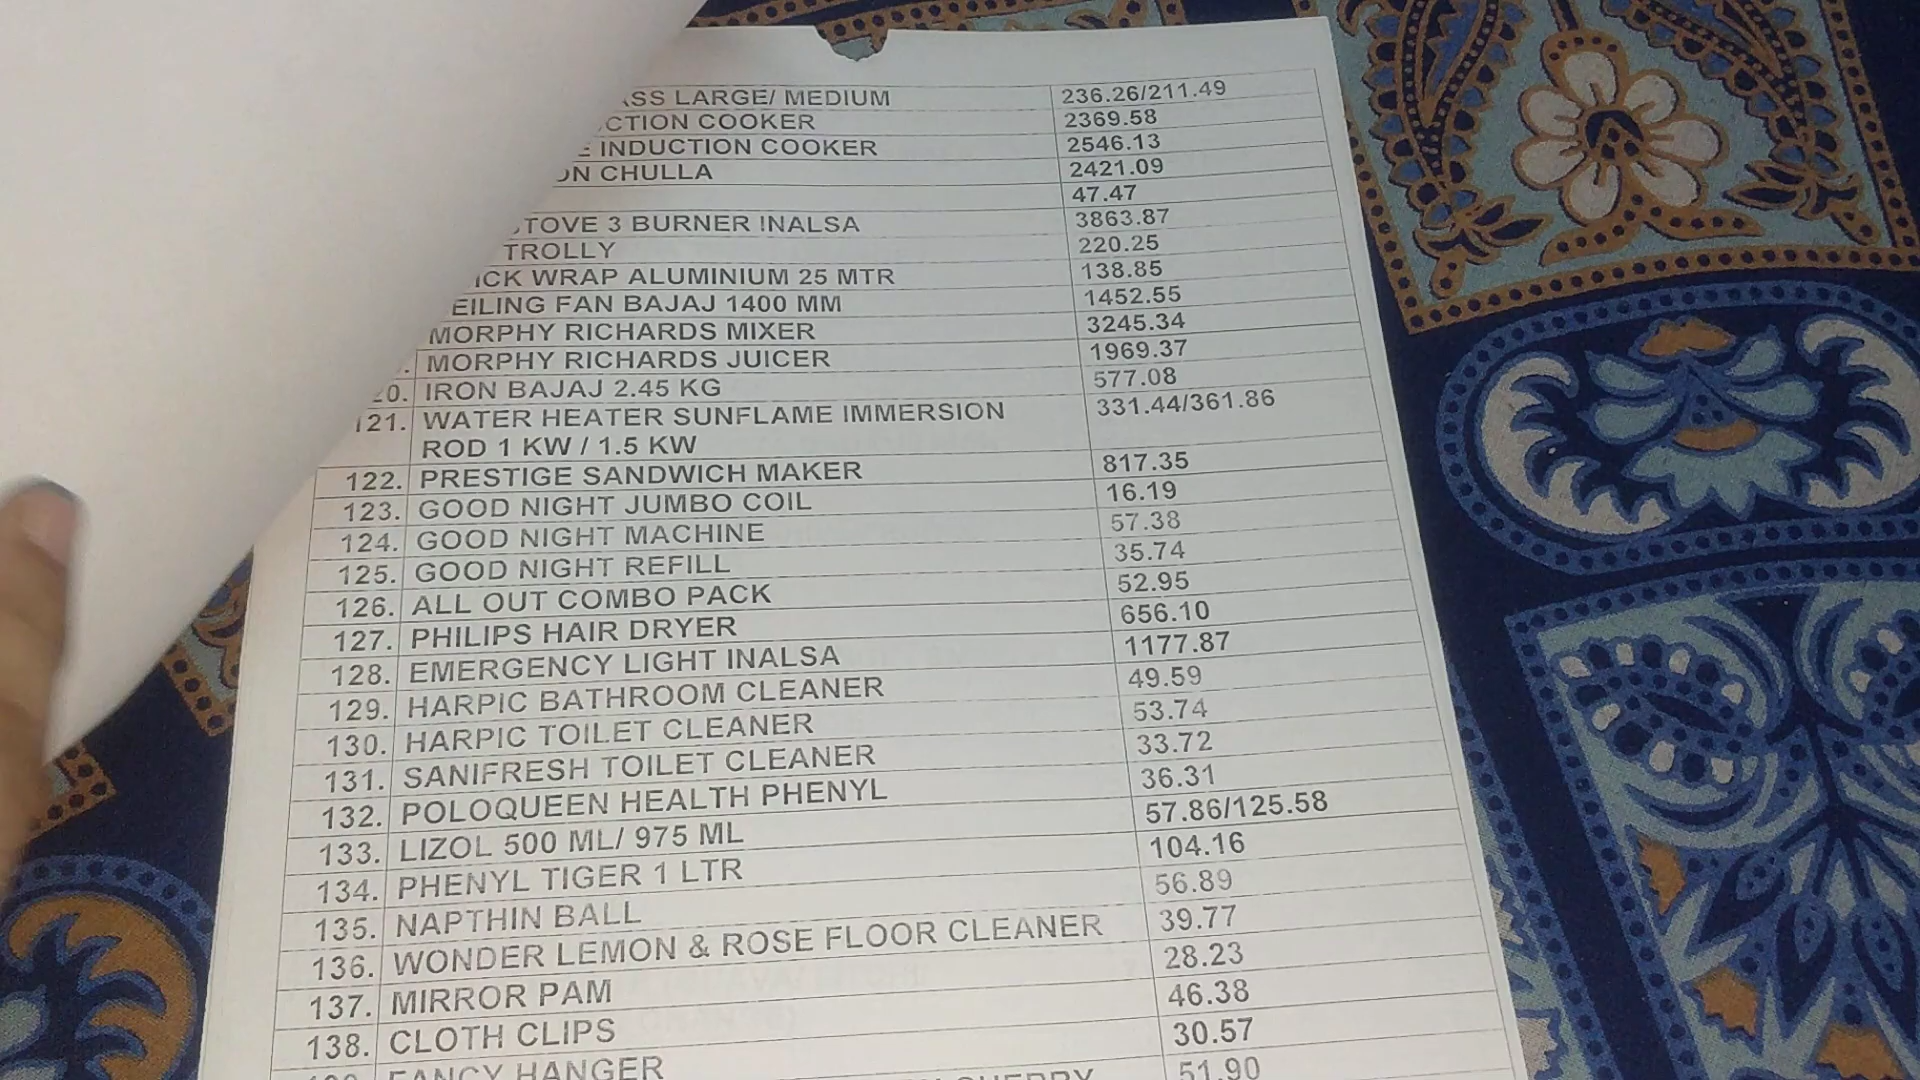 LARGE/ MEDIUM 236.26/211.49
COOKER 2369.58
INDUCTION COOKER 2546.13
CHULLA 2421.09
47.47
3 BURNER INALSA 3863.87
TROLLY 220.25
WRAP ALUMINIUM 25 MTR 138.85
EILING FAN BAJAJ 1400 MM 1452.55
MORPHY RICHARDS MIXER 3245.34
MORPHY RICHARDS JUICER 1969.37
IRON BAJAJ 2.45 KG 577.08
121. WATER HEATER SUNFLAME IMMERSION 331.44/361.86
ROD 1 KW / 1.5 KW
122. PRESTIGE SANDWICH MAKER 817.35
123. GOOD NIGHT JUMBO COIL 16.19
124. GOOD NIGHT MACHINE 57.38
125. GOOD NIGHT REFILL 35.74
126. ALL OUT COMBO PACK 52.95
127. PHILIPS HAIR DRYER 656.10
128. EMERGENCY LIGHT INALSA 1177.87
129. HARPIC BATHROOM CLEANER 49.59
130. HARPIC TOILET CLEANER 53.74
131. SANIFRESH TOILET CLEANER 33.72
132. POLOQUEEN HEALTH PHENYL 36.31
133. LIZOL 500 ML/ 975 ML 57.86/125.58
134. PHENYL TIGER 1 LTR 104.16
135. NAPTHIN BALL 56.89
136. WONDER LEMON & ROSE FLOOR CLEANER 39.77
137. MIRROR PAM 28.23
138. CLOTH CLIPS 46.38
FANCY HANGER 30.57
51.90